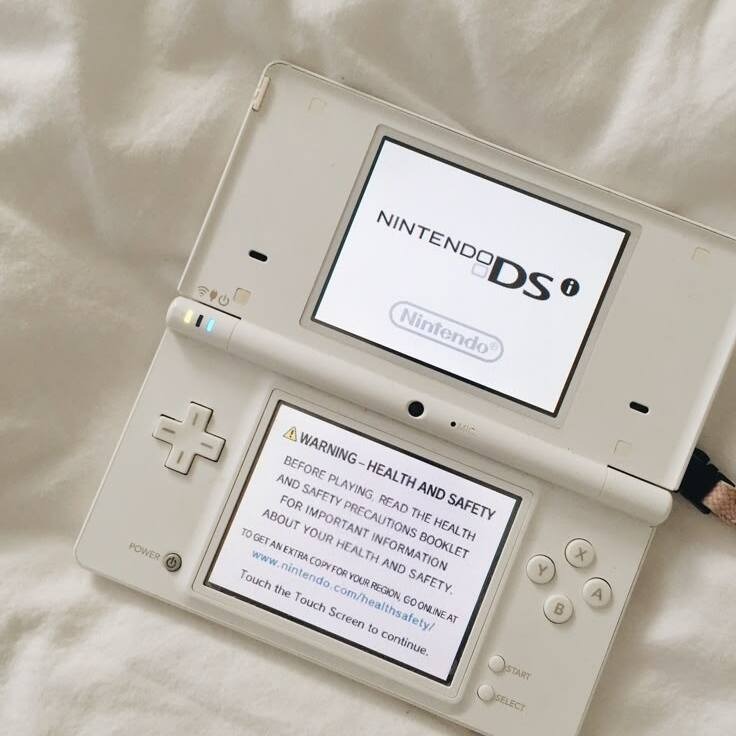 NINTENDO DS i
Nintendo®
MIC
WARNING – HEALTH AND SAFETY
BEFORE PLAYING, READ THE HEALTH
AND SAFETY PRECAUTIONS BOOKLET
FOR IMPORTANT INFORMATION
ABOUT YOUR HEALTH AND SAFETY.
TO GET AN EXTRA COPY FOR YOUR REGION, GO ONLINE AT
www.nintendo.com/healthsafety/
Touch the Touch Screen to continue.
POWER
X
Y
A
B
START
SELECT